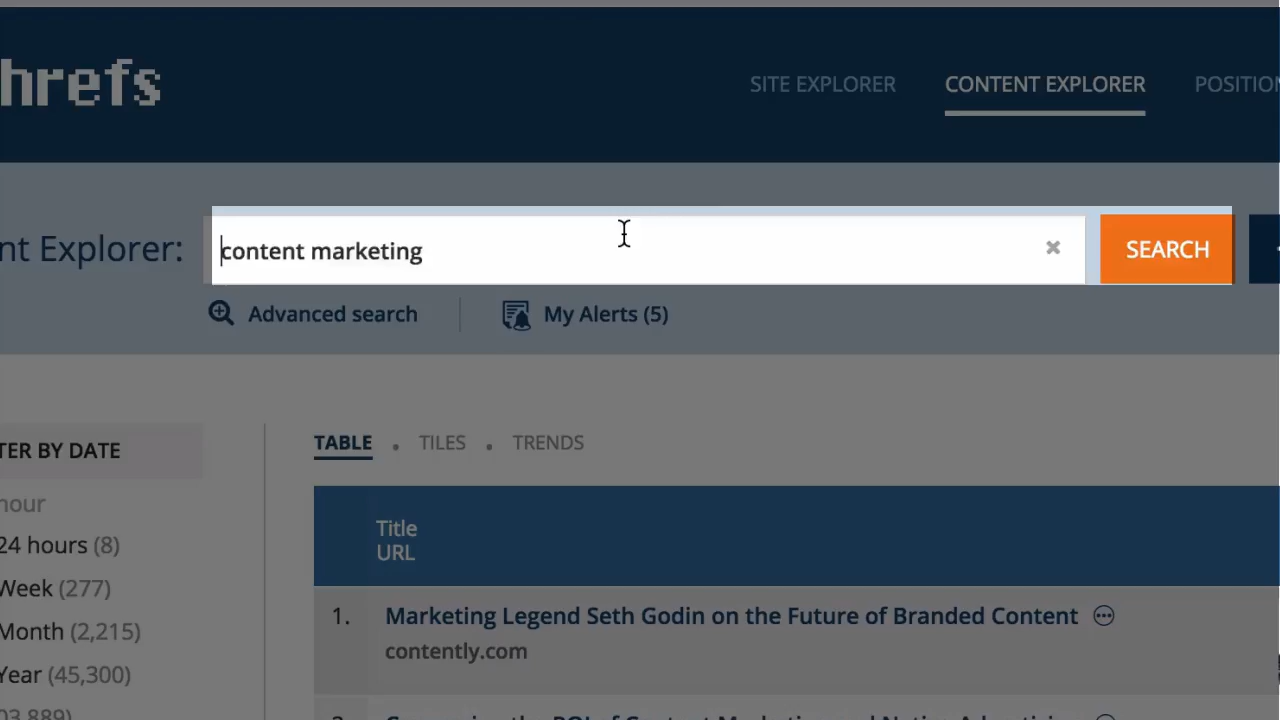 hrefs
SITE EXPLORER
CONTENT EXPLORER
nt Explorer:
content marketing
SEARCH
Advanced search
My Alerts (5)
TER BY DATE
TABLE
TILES
TRENDS
hour
24 hours (8)
Week (277)
Month (2,215)
Year (45,300)
Title
URL
1. Marketing Legend Seth Godin on the Future of Branded Content
contently.com